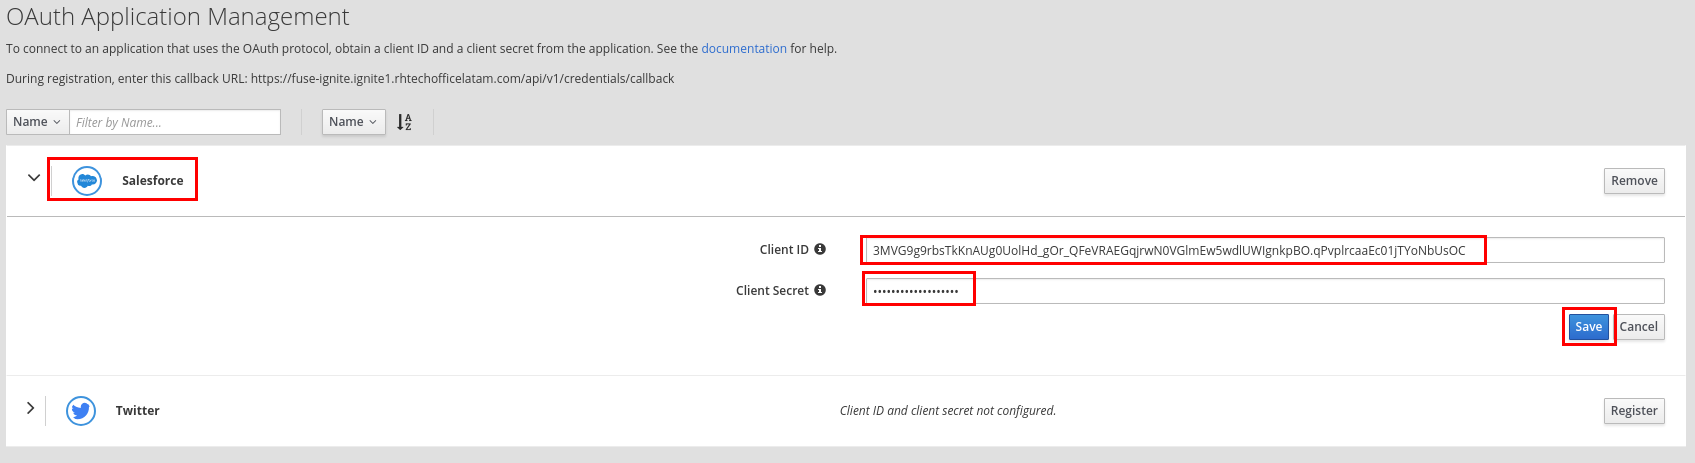 OAuth Application Management
To connect to an application that uses the OAuth protocol, obtain a client ID and a client secret from the application. See the documentation for help.
During registration, enter this callback URL: https://fuse-ignite.ignite1.rhtechofficelatam.com/api/v1/credentials/callback
Name Filter by Name... Name A Z
Salesforce Remove
Client ID 3MVG9g9rbsTkKnAUg0UolHd_gOr_QFeVRAEGqjrwN0VGlmEw5wdlUWIgnkpBO.qPvplrcaaEc01jTYoNbUsOC
Client Secret •••••••••••••••••••
Save Cancel
Twitter Client ID and client secret not configured. Register